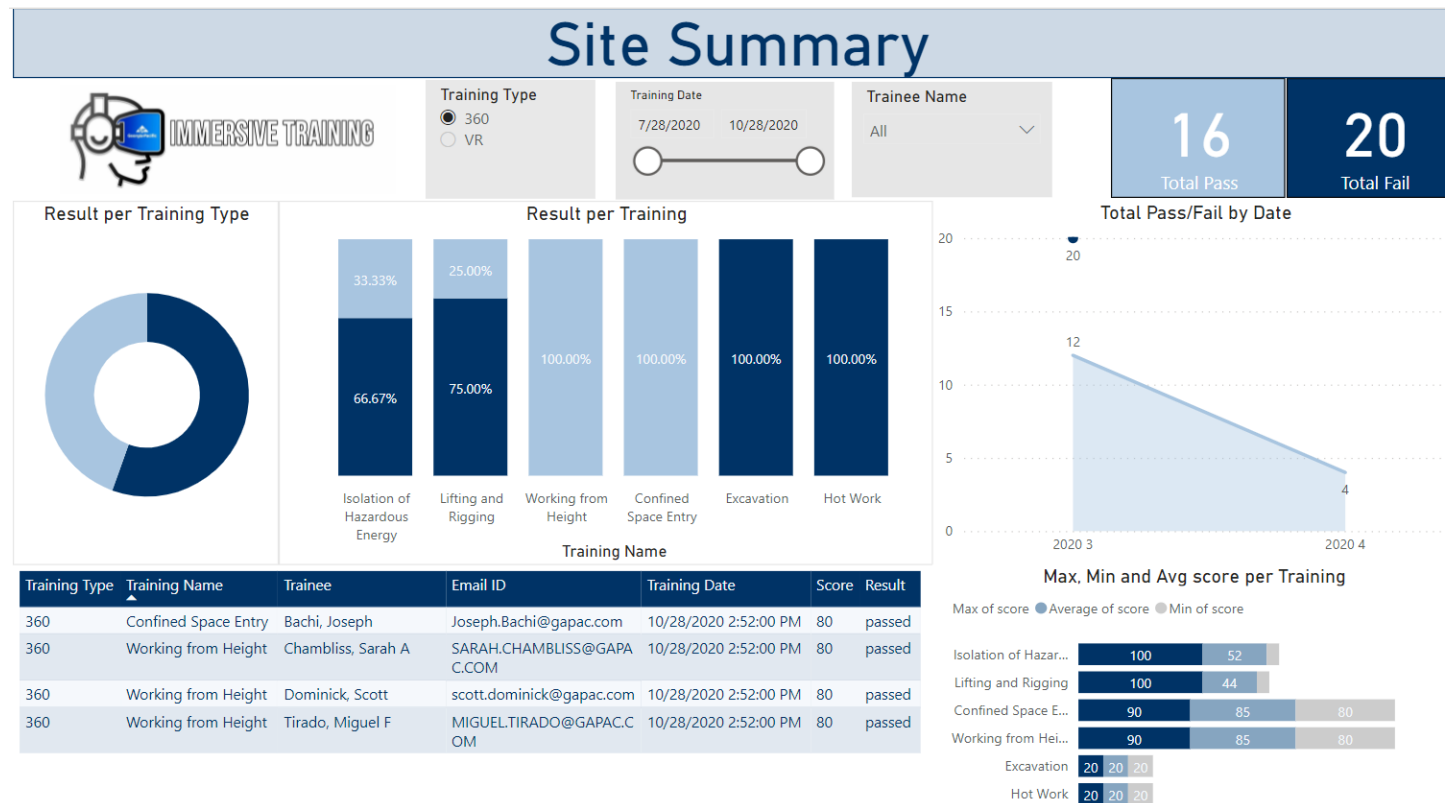 Site Summary
IMMERSIVE TRAINING
Training Type
360
VR
Training Date
7/28/2020 10/28/2020
Trainee Name
All
16
Total Pass
20
Total Fail
Result per Training Type
Result per Training
33.33%
66.67%
25.00%
75.00%
100.00%
100.00%
100.00%
100.00%
Isolation of
Hazardous
Energy
Lifting and
Rigging
Working from
Height
Confined
Space Entry
Excavation
Hot Work
Training Name
Total Pass/Fail by Date
20
15
10
5
0
20
12
4
2020 3
2020 4
Training Type Training Name Trainee Email ID Training Date Score Result
360 Confined Space Entry Bachi, Joseph Joseph.Bachi@gapac.com 10/28/2020 2:52:00 PM 80 passed
360 Working from Height Chambliss, Sarah A SARAH.CHAMBLISS@GAPA 10/28/2020 2:52:00 PM 80 passed
C.COM
360 Working from Height Dominick, Scott scott.dominick@gapac.com 10/28/2020 2:52:00 PM 80 passed
360 Working from Height Tirado, Miguel F MIGUEL.TIRADO@GAPAC.C 10/28/2020 2:52:00 PM 80 passed
OM
Max, Min and Avg score per Training
Max of score Average of score Min of score
Isolation of Hazar... 100 52
Lifting and Rigging 100 44
Confined Space E... 90 85 80
Working from Hei... 90 85 80
Excavation 20 20 20
Hot Work 20 20 20